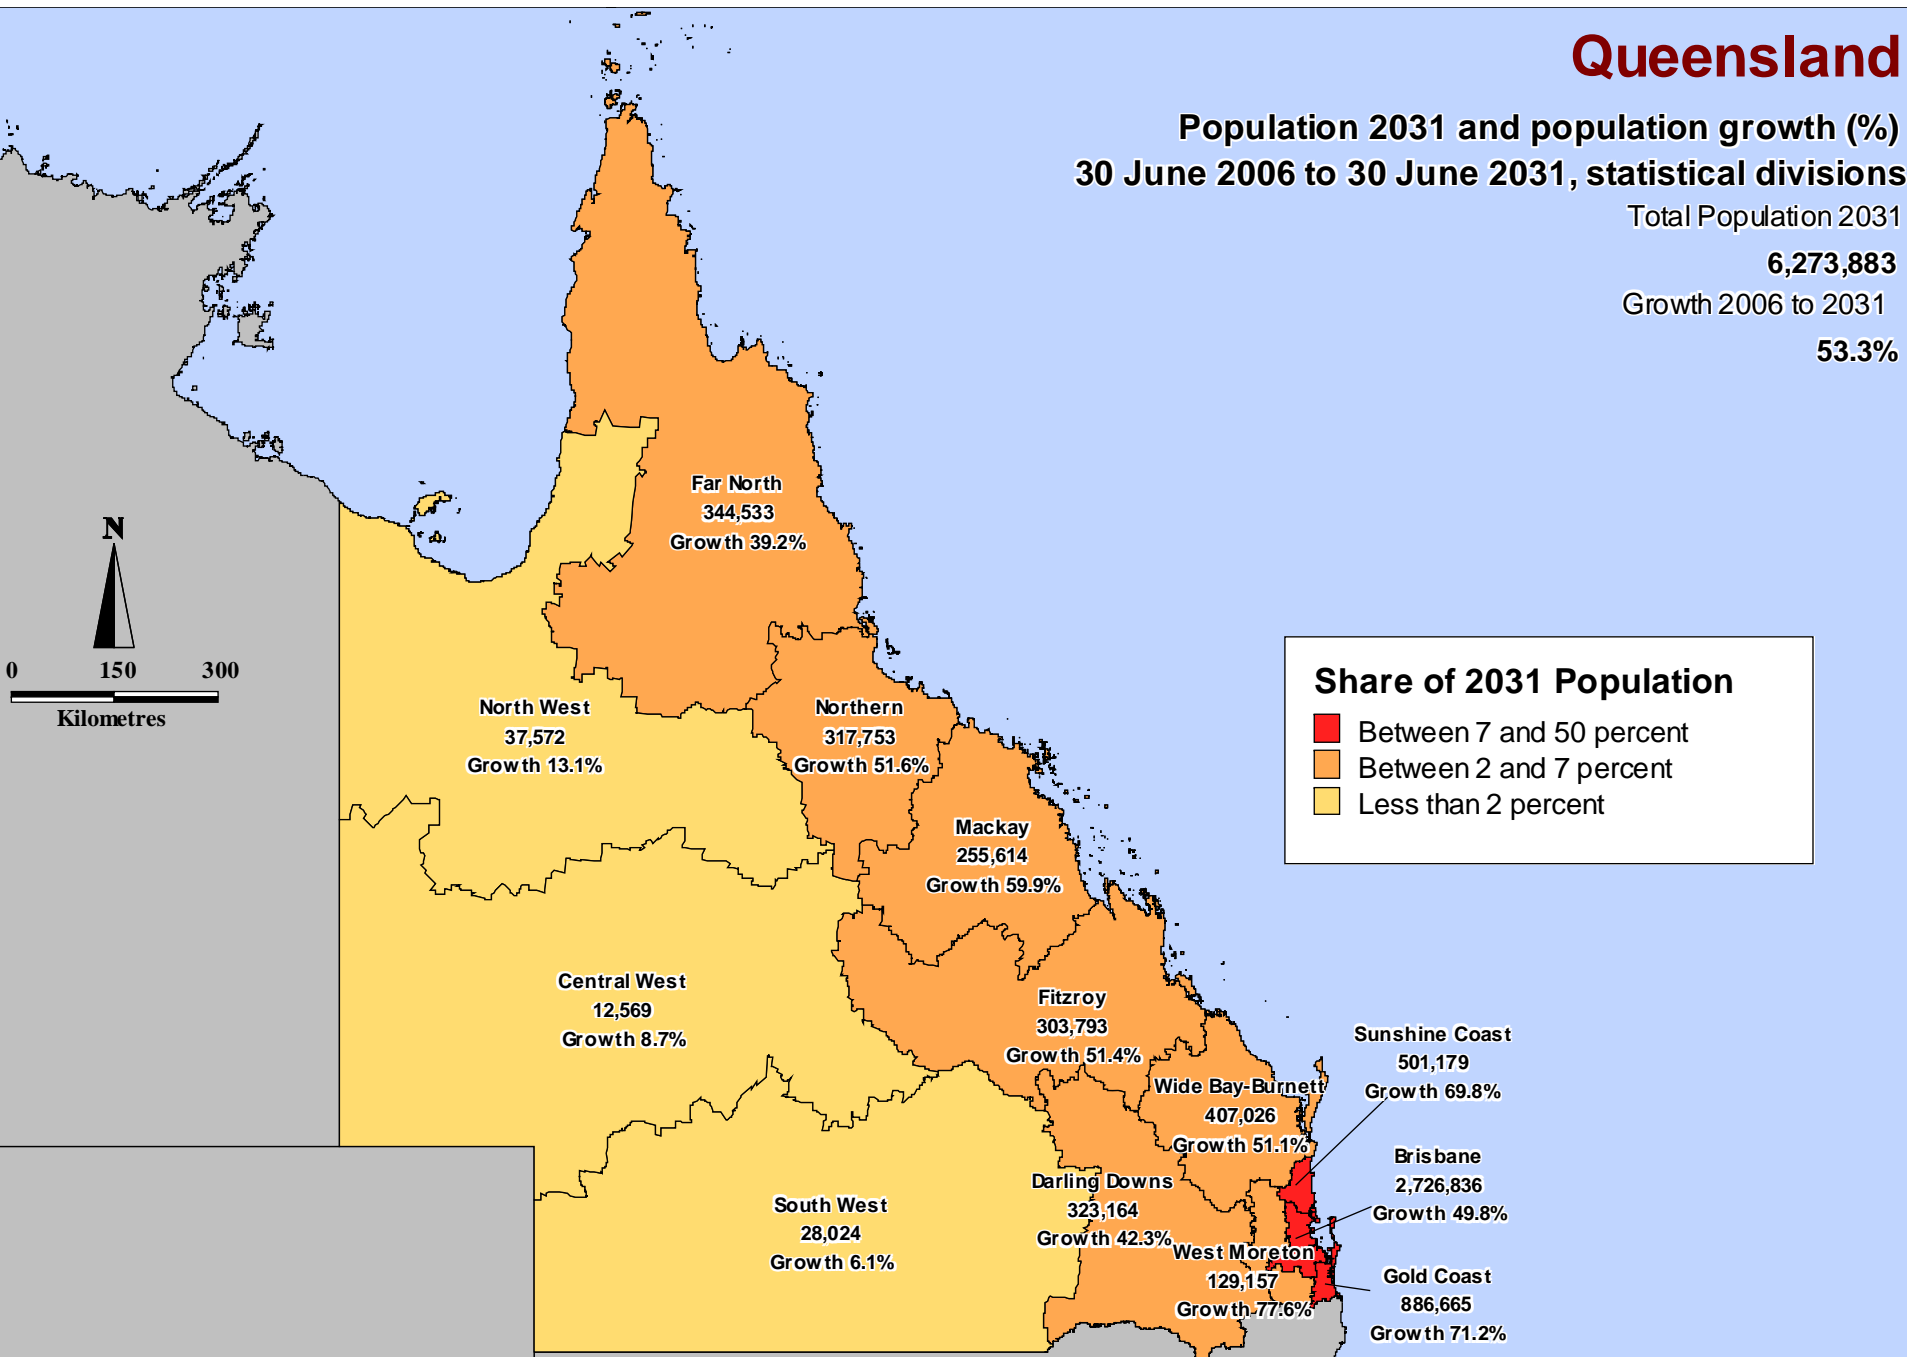 Queensland
Population 2031 and population growth (%)
30 June 2006 to 30 June 2031, statistical divisions
Total Population 2031
6,273,883
Growth 2006 to 2031
53.3%
Far North
344,533
Growth 39.2%
N
0 150 300
Kilometres
North West
37,572
Growth 13.1%
Northern
317,753
Growth 51.6%
Share of 2031 Population
Between 7 and 50 percent
Between 2 and 7 percent
Less than 2 percent
Mackay
255,614
Growth 59.9%
Central West
12,569
Growth 8.7%
Fitzroy
303,793
Growth 51.4%
Sunshine Coast
501,179
Growth 69.8%
Wide Bay-Burnett
407,026
Growth 51.1%
Brisbane
2,726,836
Growth 49.8%
Darling Downs
323,164
Growth 42.3%
South West
28,024
Growth 6.1%
West Moreton
129,157
Growth 77.6%
Gold Coast
886,665
Growth 71.2%